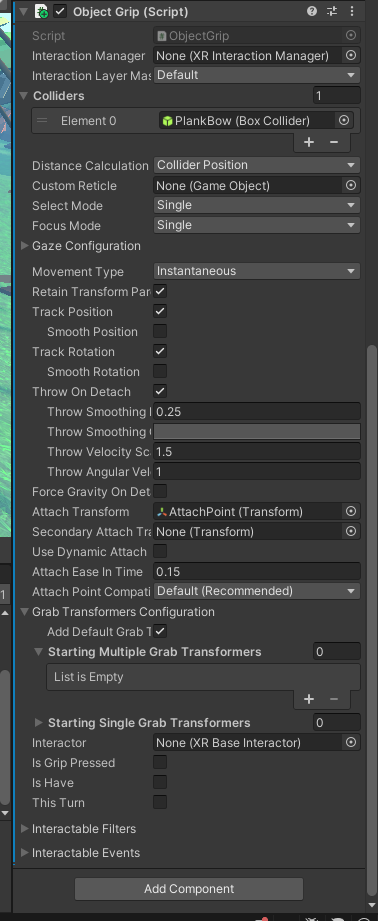 Object Grip (Script)
Script ObjectGrip
Interaction Manager None (XR Interaction Manager)
Interaction Layer Mas Default
Colliders 1
Element 0 PlankBow (Box Collider)
Distance Calculation Collider Position
Custom Reticle None (Game Object)
Select Mode Single
Focus Mode Single
Gaze Configuration
Movement Type Instantaneous
Retain Transform Par
Track Position
Smooth Position
Track Rotation
Smooth Rotation
Throw On Detach
Throw Smoothing 0.25
Throw Smoothing
Throw Velocity Sc 1.5
Throw Angular Vel 1
Force Gravity On Det
Attach Transform AttachPoint (Transform)
Secondary Attach Tra None (Transform)
Use Dynamic Attach
Attach Ease In Time 0.15
Attach Point Compati Default (Recommended)
Grab Transformers Configuration
Add Default Grab T
Starting Multiple Grab Transformers 0
List is Empty
Starting Single Grab Transformers 0
Interactor None (XR Base Interactor)
Is Grip Pressed
Is Have
This Turn
Interactable Filters
Interactable Events
Add Component